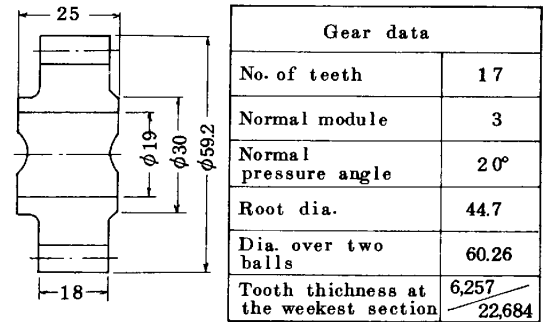 25
φ19
φ30
φ59.2
18
Gear data
No. of teeth 17
Normal module 3
Normal
pressure angle 20°
Root dia. 44.7
Dia. over two
balls 60.26
Tooth thichness at
the weekest section 6,257
22,684